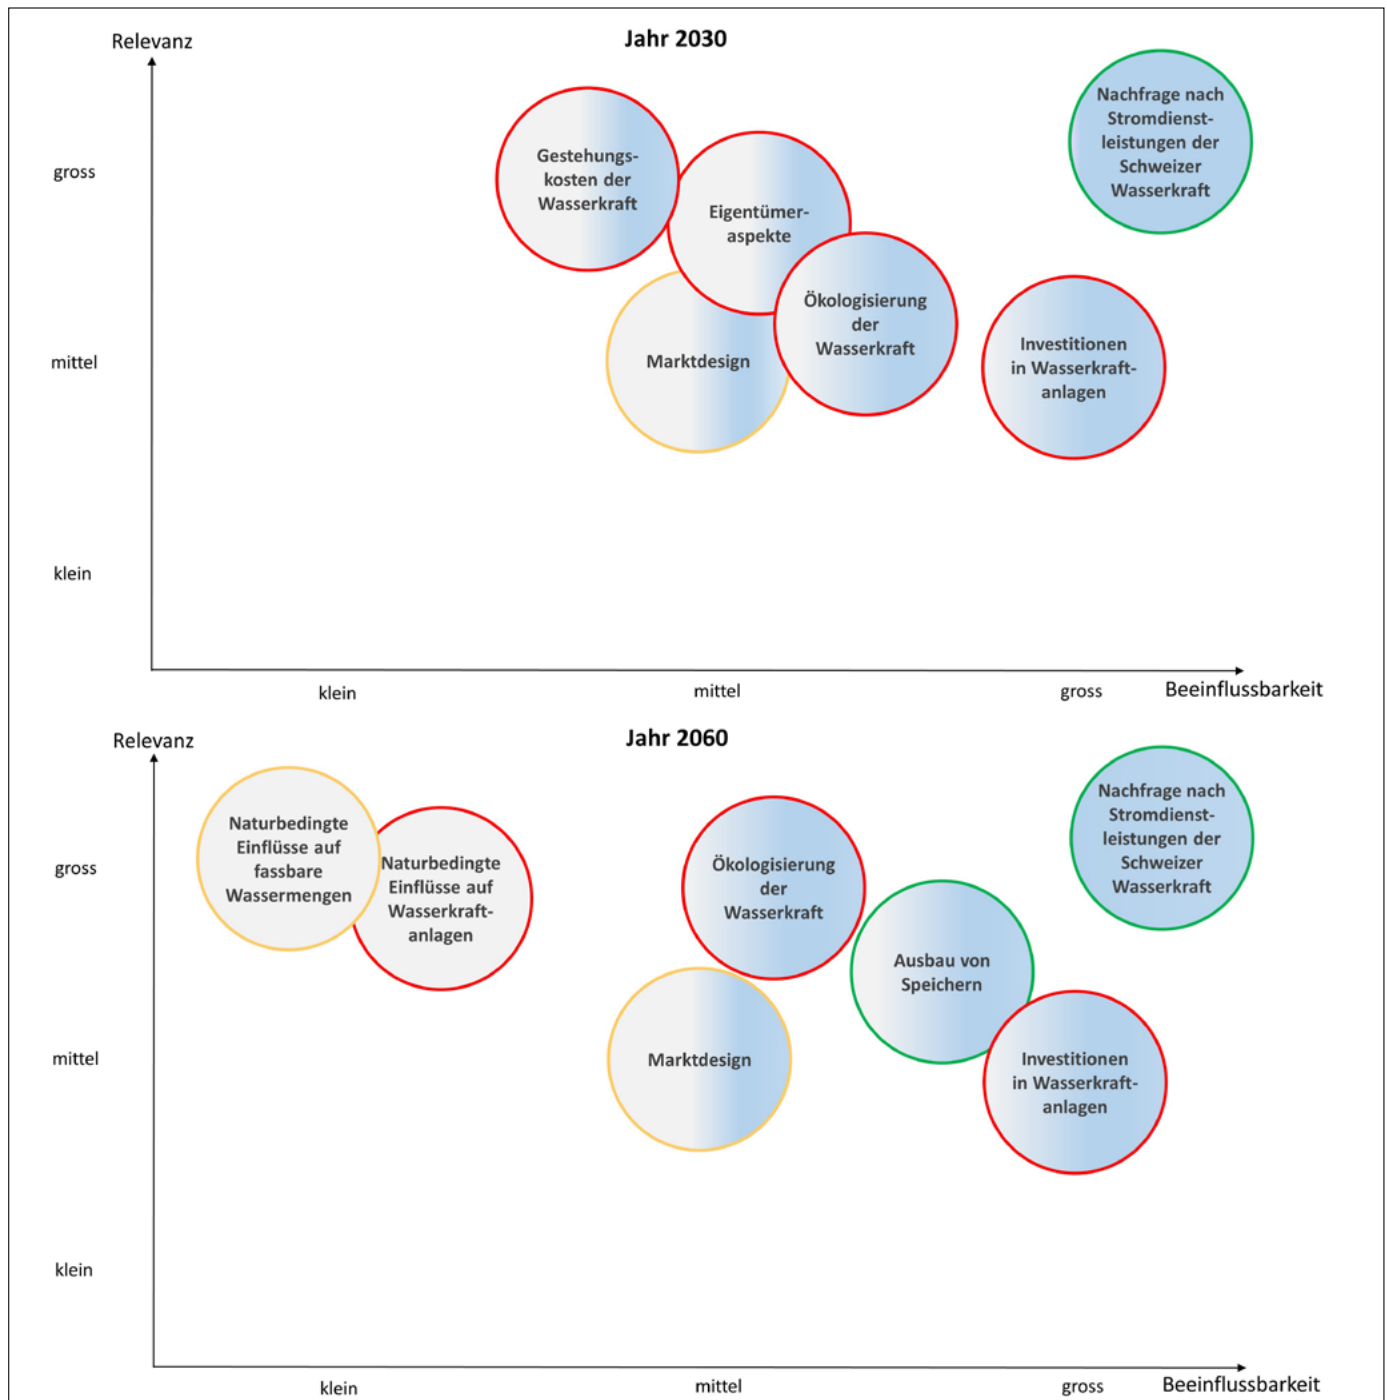 Jahr 2030
Relevanz
gross
mittel
klein
Gestehungs-
kosten der
Wasserkraft
Eigentümer-
aspekte
Marktdesign
Ökologisierung
der
Wasserkraft
Investitionen
in Wasserkraft-
anlagen
Nachfrage nach
Stromdienst-
leistungen der
Schweizer
Wasserkraft
klein
mittel
gross
Beeinflussbarkeit
Jahr 2060
Relevanz
gross
mittel
klein
Naturbedingte
Einflüsse auf
fassbare
Wassermengen
Naturbedingte
Einflüsse auf
Wasserkraft-
anlagen
Ökologisierung
der
Wasserkraft
Marktdesign
Ausbau von
Speichern
Investitionen
in Wasserkraft-
anlagen
Nachfrage nach
Stromdienst-
leistungen der
Schweizer
Wasserkraft
klein
mittel
gross
Beeinflussbarkeit